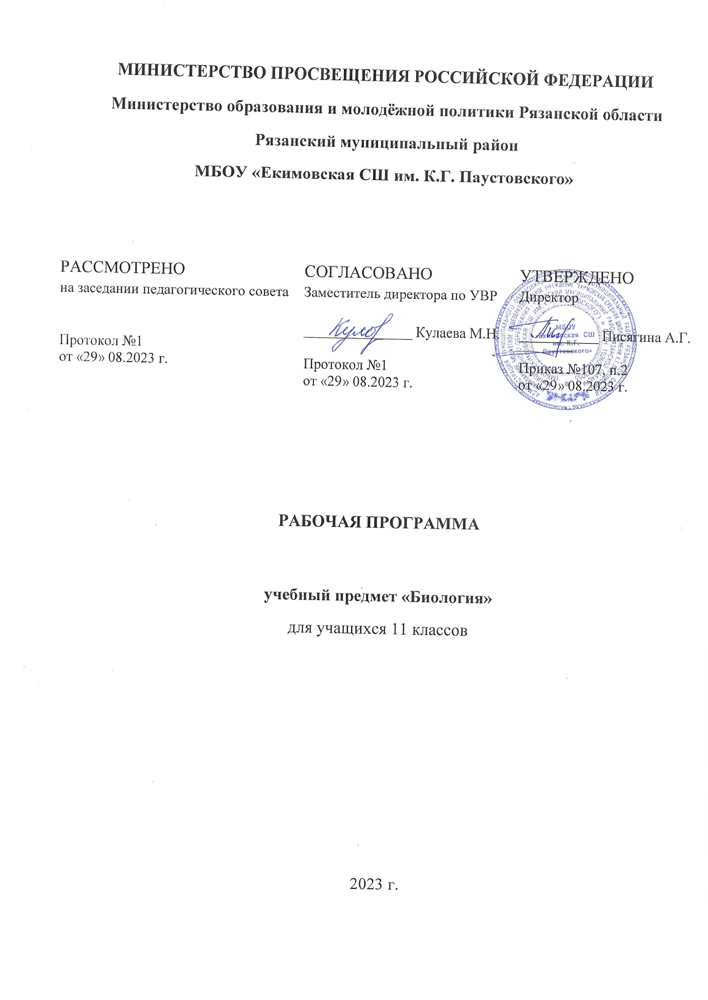 МИНИСТЕРСТВО ПРОСВЕЩЕНИЯ РОССИЙСКОЙ ФЕДЕРАЦИИ
Министерство образования и молодёжной политики Рязанской области
Рязанский муниципальный район
МБОУ «Екимовская СШ им. К.Г. Паустовского»
РАССМОТРЕНО
на заседании педагогического совета
Протокол №1
от «29» 08.2023 г.
СОГЛАСОВАНО
Заместитель директора по УВР
Кулаева М.Н.
Протокол №1
от «29» 08.2023 г.
УТВЕРЖДЕНО
Директор
Писягина А.Г.
Приказ №107, п.2
от «29» 08.2023 г.
МБОУ
«Екимовская СШ
им. К.Г.
Паустовского»
РАБОЧАЯ ПРОГРАММА
учебный предмет «Биология»
для учащихся 11 классов
2023 г.